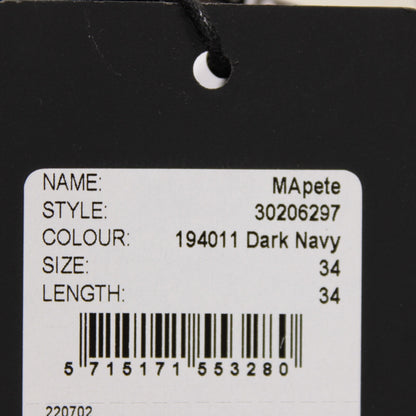 NAME: MApete
STYLE: 30206297
COLOUR: 194011 Dark Navy
SIZE: 34
LENGTH: 34
5 715171 553280
220702